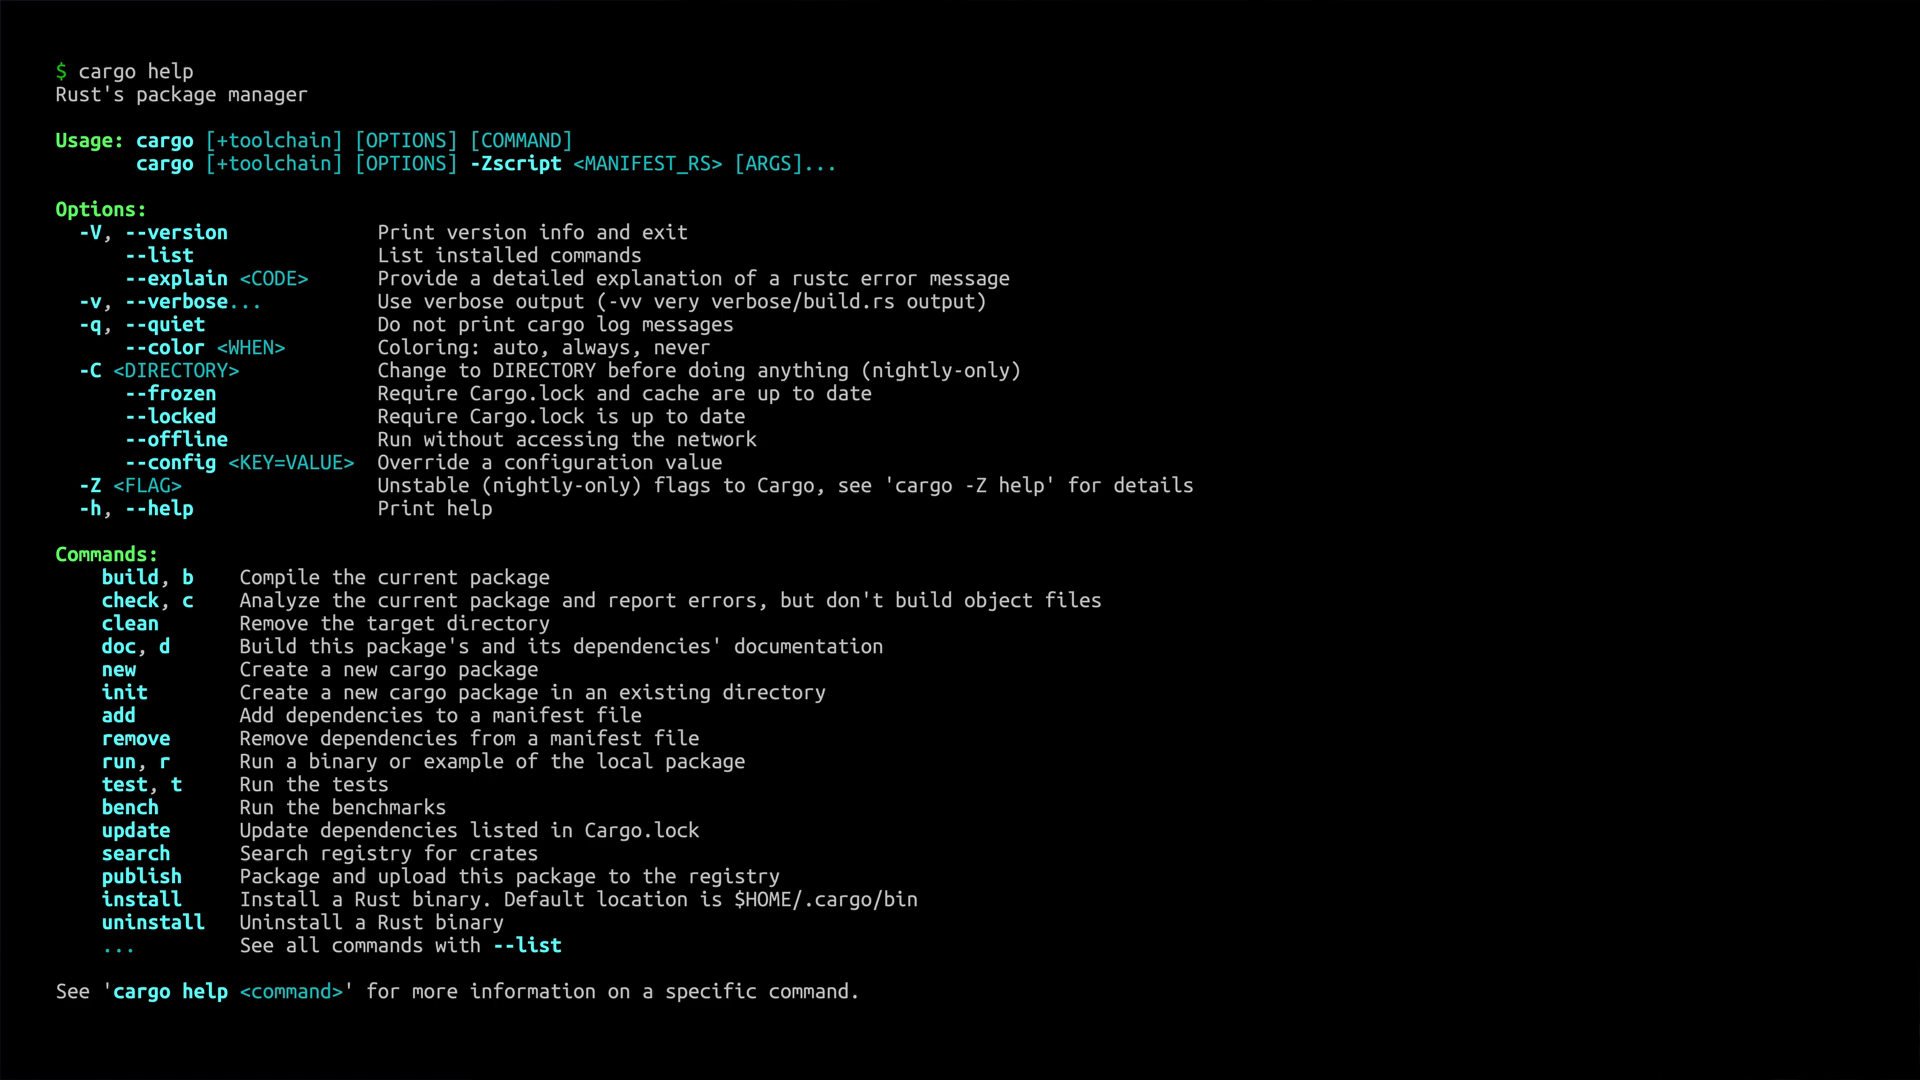 $ cargo help
Rust's package manager
Usage: cargo [+toolchain] [OPTIONS] [COMMAND]
cargo [+toolchain] [OPTIONS] -Zscript <MANIFEST_RS> [ARGS]...
Options:
-V, --version Print version info and exit
--list List installed commands
--explain <CODE> Provide a detailed explanation of a rustc error message
-v, --verbose... Use verbose output (-vv very verbose/build.rs output)
-q, --quiet Do not print cargo log messages
--color <WHEN> Coloring: auto, always, never
-C <DIRECTORY> Change to DIRECTORY before doing anything (nightly-only)
--frozen Require Cargo.lock and cache are up to date
--locked Require Cargo.lock is up to date
--offline Run without accessing the network
--config <KEY=VALUE> Override a configuration value
-Z <FLAG> Unstable (nightly-only) flags to Cargo, see 'cargo -Z help' for details
-h, --help Print help
Commands:
build, b Compile the current package
check, c Analyze the current package and report errors, but don't build object files
clean Remove the target directory
doc, d Build this package's and its dependencies' documentation
new Create a new cargo package
init Create a new cargo package in an existing directory
add Add dependencies to a manifest file
remove Remove dependencies from a manifest file
run, r Run a binary or example of the local package
test, t Run the tests
bench Run the benchmarks
update Update dependencies listed in Cargo.lock
search Search registry for crates
publish Package and upload this package to the registry
install Install a Rust binary. Default location is $HOME/.cargo/bin
uninstall Uninstall a Rust binary
... See all commands with --list
See 'cargo help <command>' for more information on a specific command.